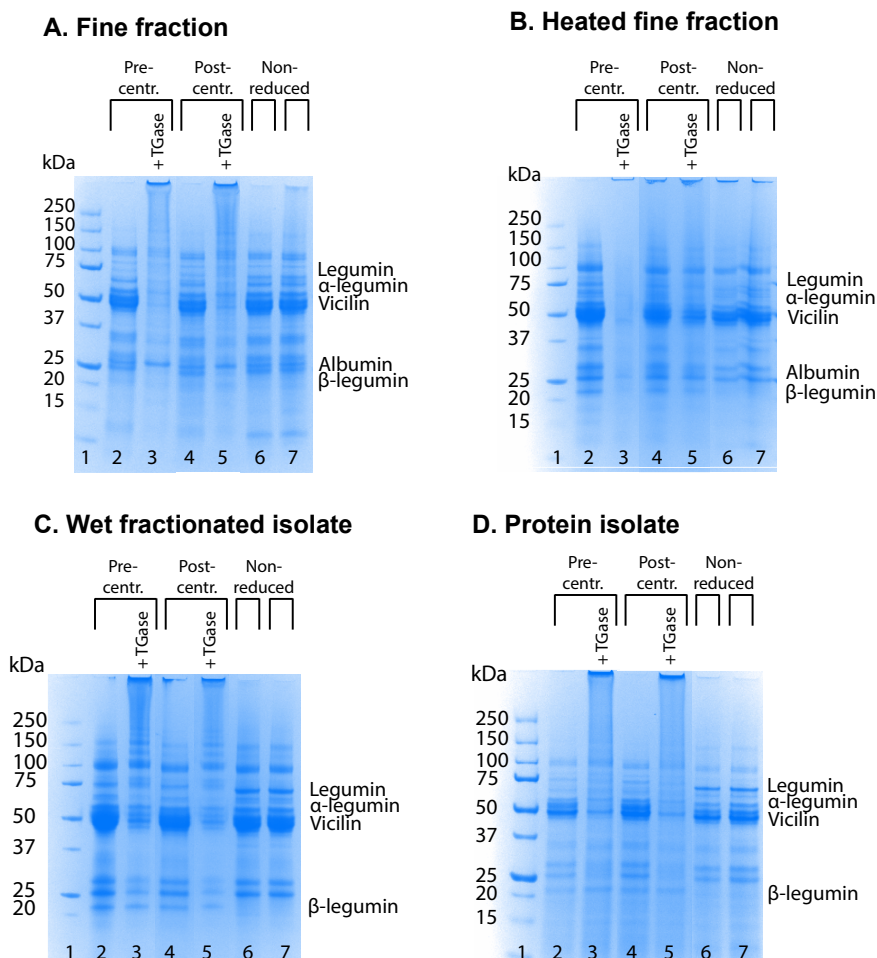 A. Fine fraction
Pre-
centr.
Post-
centr.
Non-
reduced
+ TGase
+ TGase
kDa
250
150
100
75
50
37
25
20
15
Legumin
α-legumin
Vicilin
Albumin
β-legumin
1 2 3 4 5 6 7
B. Heated fine fraction
Pre-
centr.
Post-
centr.
Non-
reduced
+ TGase
+ TGase
kDa
250
150
100
75
50
37
25
20
15
Legumin
α-legumin
Vicilin
Albumin
β-legumin
1 2 3 4 5 6 7
C. Wet fractionated isolate
Pre-
centr.
Post-
centr.
Non-
reduced
+ TGase
+ TGase
kDa
250
150
100
75
50
37
25
20
Legumin
α-legumin
Vicilin
β-legumin
1 2 3 4 5 6 7
D. Protein isolate
Pre-
centr.
Post-
centr.
Non-
reduced
+ TGase
+ TGase
kDa
250
150
100
75
50
37
25
20
15
Legumin
α-legumin
Vicilin
β-legumin
1 2 3 4 5 6 7